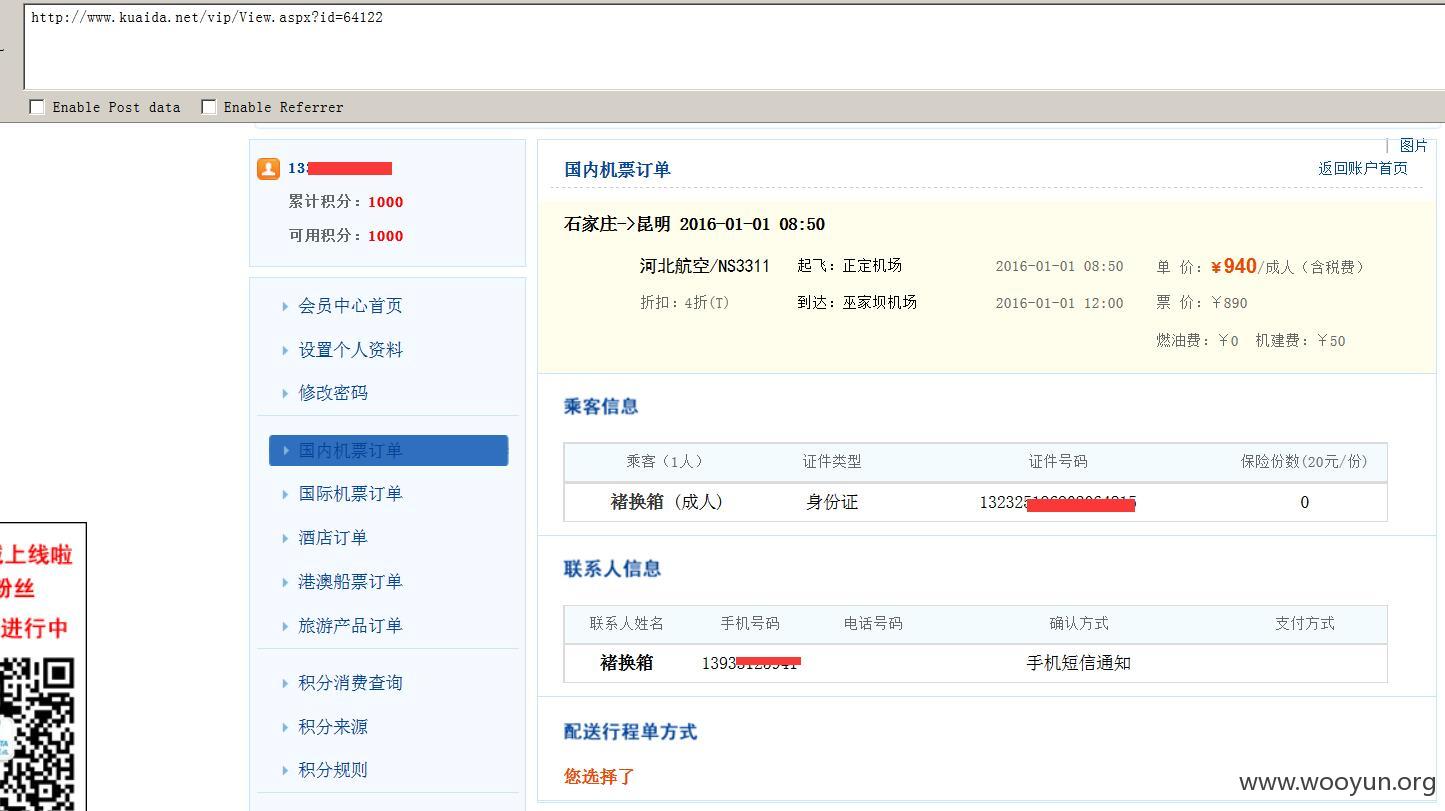 http://www.kuaida.net/vip/View.aspx?id=64122
Enable Post data Enable Referrer
图片
累计积分：1000
可用积分：1000
会员中心首页
设置个人资料
修改密码
国内机票订单
国际机票订单
酒店订单
港澳船票订单
旅游产品订单
积分消费查询
积分来源
积分规则
上线啦
粉丝
进行中
国内机票订单 返回账户首页
石家庄->昆明 2016-01-01 08:50
河北航空/NS3311 起飞：正定机场 2016-01-01 08:50 单 价：￥940/成人（含税费）
折扣：4折(T) 到达：巫家坝机场 2016-01-01 12:00 票 价：￥890
燃油费：￥0 机建费：￥50
乘客信息
乘客（1人） 证件类型 证件号码 保险份数(20元/份)
褚换箱（成人） 身份证 0
联系人信息
联系人姓名 手机号码 电话号码 确认方式 支付方式
褚换箱 手机短信通知
配送行程单方式
您选择了
www.wooyun.org